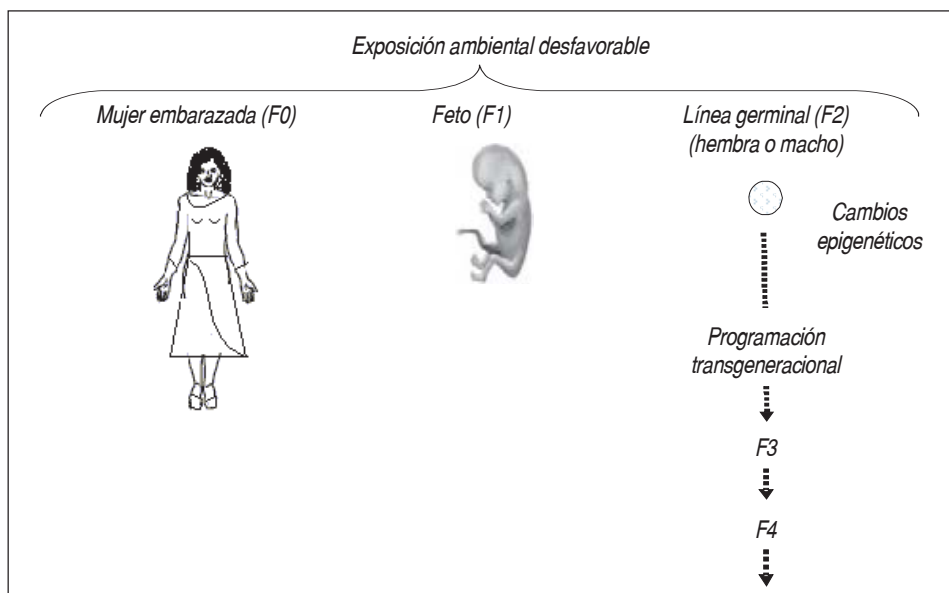 Exposición ambiental desfavorable
Mujer embarazada (F0)
Feto (F1)
Línea germinal (F2)
(hembra o macho)
Cambios
epigenéticos
Programación
transgeneracional
F3
F4